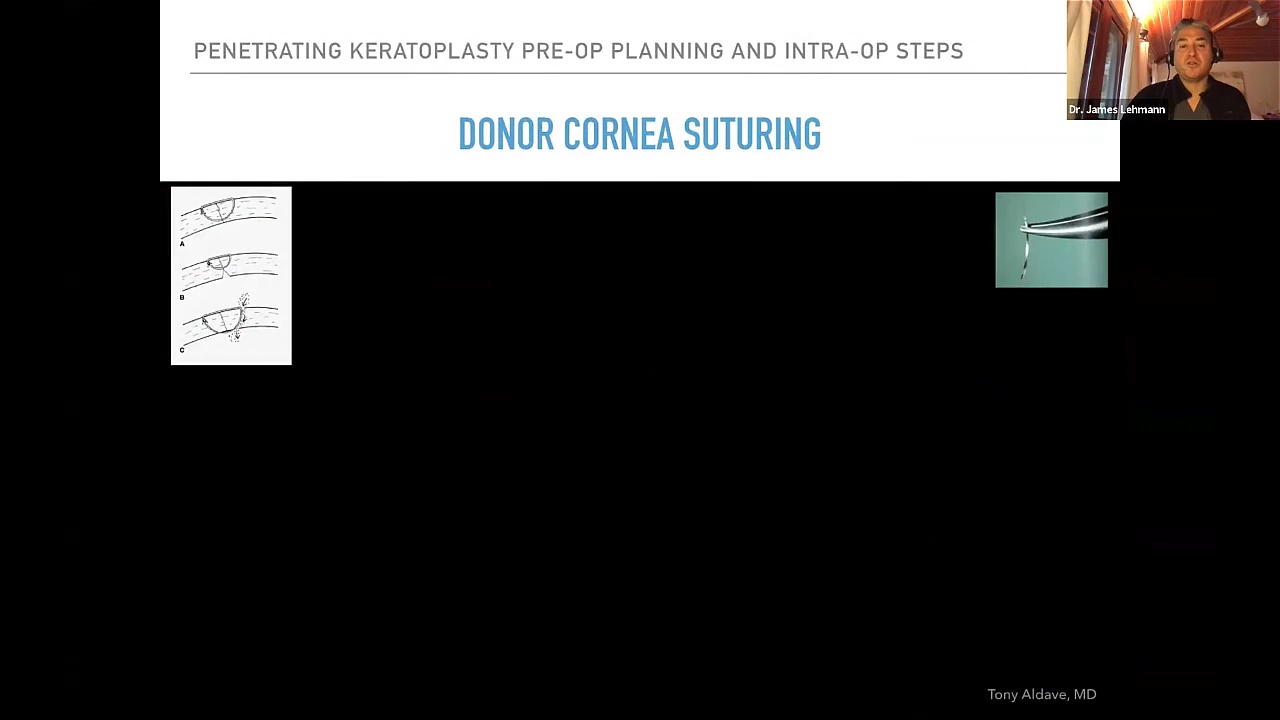 PENETRATING KERATOPLASTY PRE-OP PLANNING AND INTRA-OP STEPS
Dr. James Lehmann
DONOR CORNEA SUTURING
A
B
C
Tony Aldave, MD